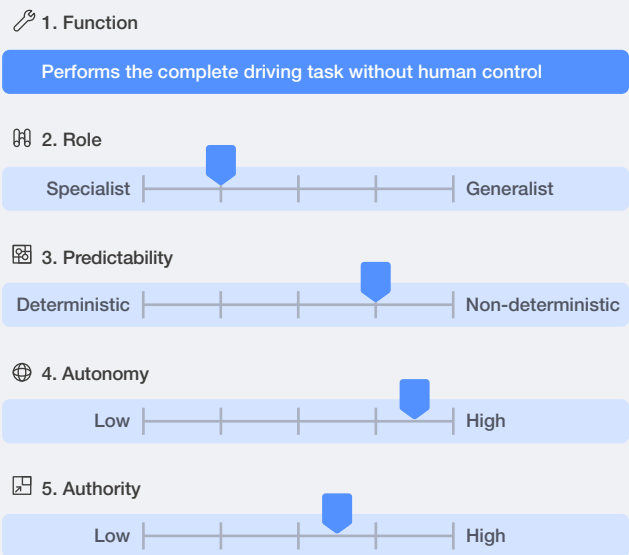 1. Function
Performs the complete driving task without human control
2. Role
Specialist Generalist
3. Predictability
Deterministic Non-deterministic
4. Autonomy
Low High
5. Authority
Low High